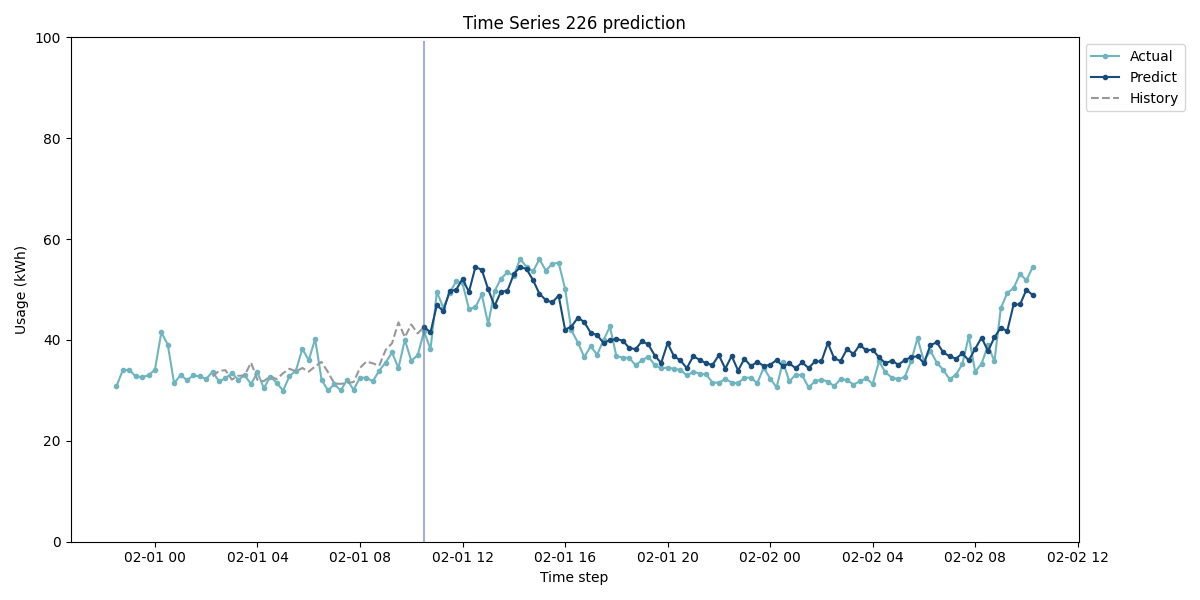 Time Series 226 prediction
Usage (kWh)
100
80
60
40
20
0
02-01 00 02-01 04 02-01 08 02-01 12 02-01 16 02-01 20 02-02 00 02-02 04 02-02 08 02-02 12
Time step
Actual
Predict
History